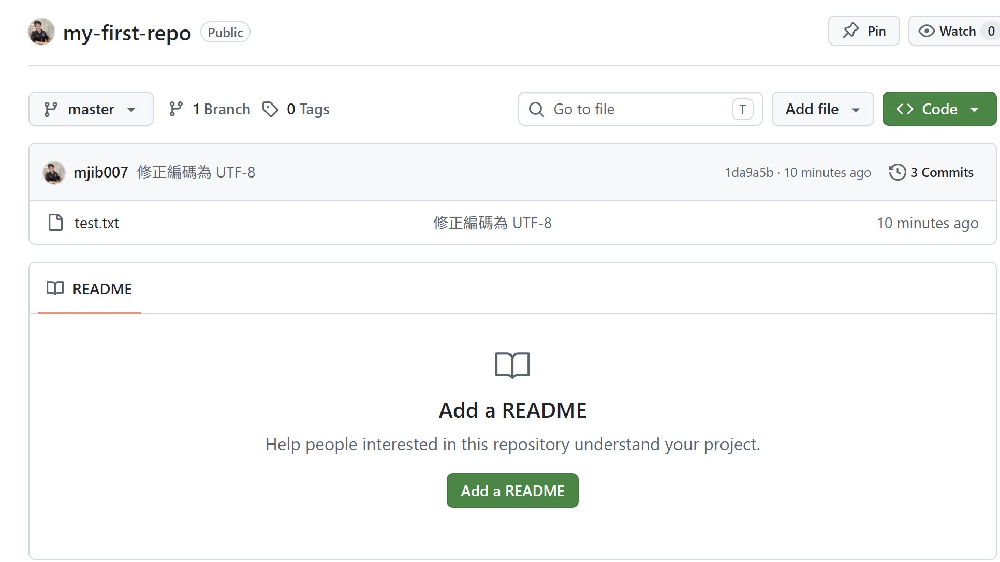 my-first-repo Public Pin Watch 0
master 1 Branch 0 Tags Go to file T Add file Code
mjib007 修正編碼為 UTF-8 1da9a5b · 10 minutes ago 3 Commits
test.txt 修正編碼為 UTF-8 10 minutes ago
README
Add a README
Help people interested in this repository understand your project.
Add a README